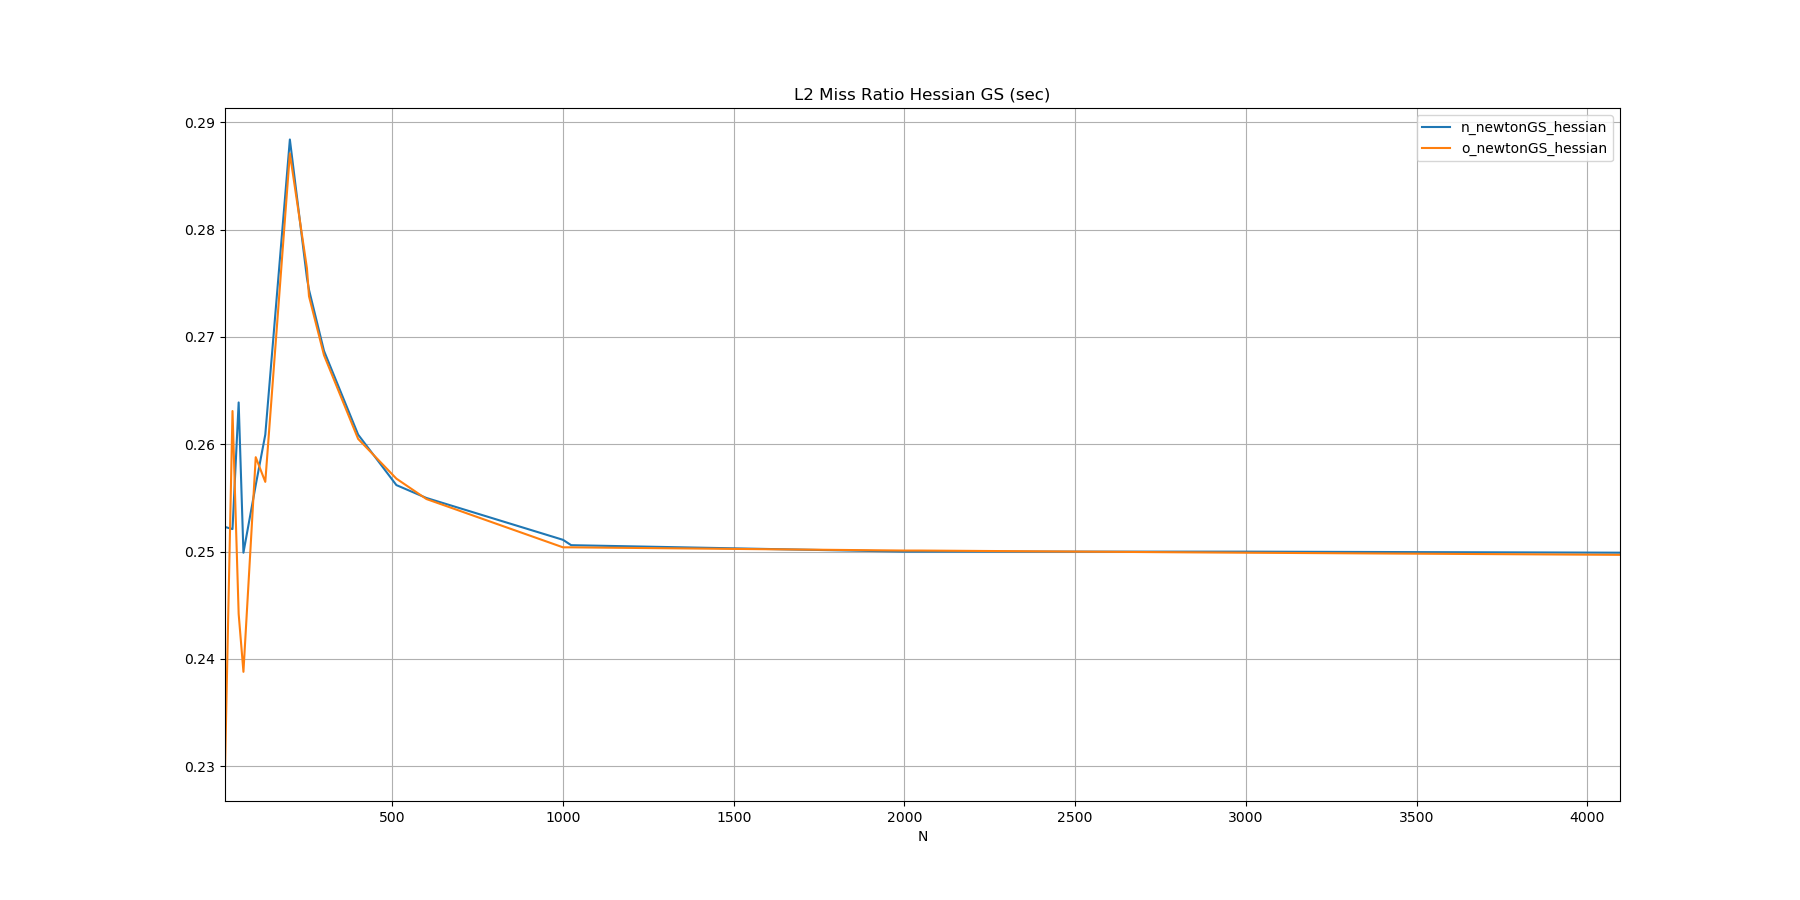 L2 Miss Ratio Hessian GS (sec)
n_newtonGS_hessian
o_newtonGS_hessian
0.29
0.28
0.27
0.26
0.25
0.24
0.23
500 1000 1500 2000 2500 3000 3500 4000
N